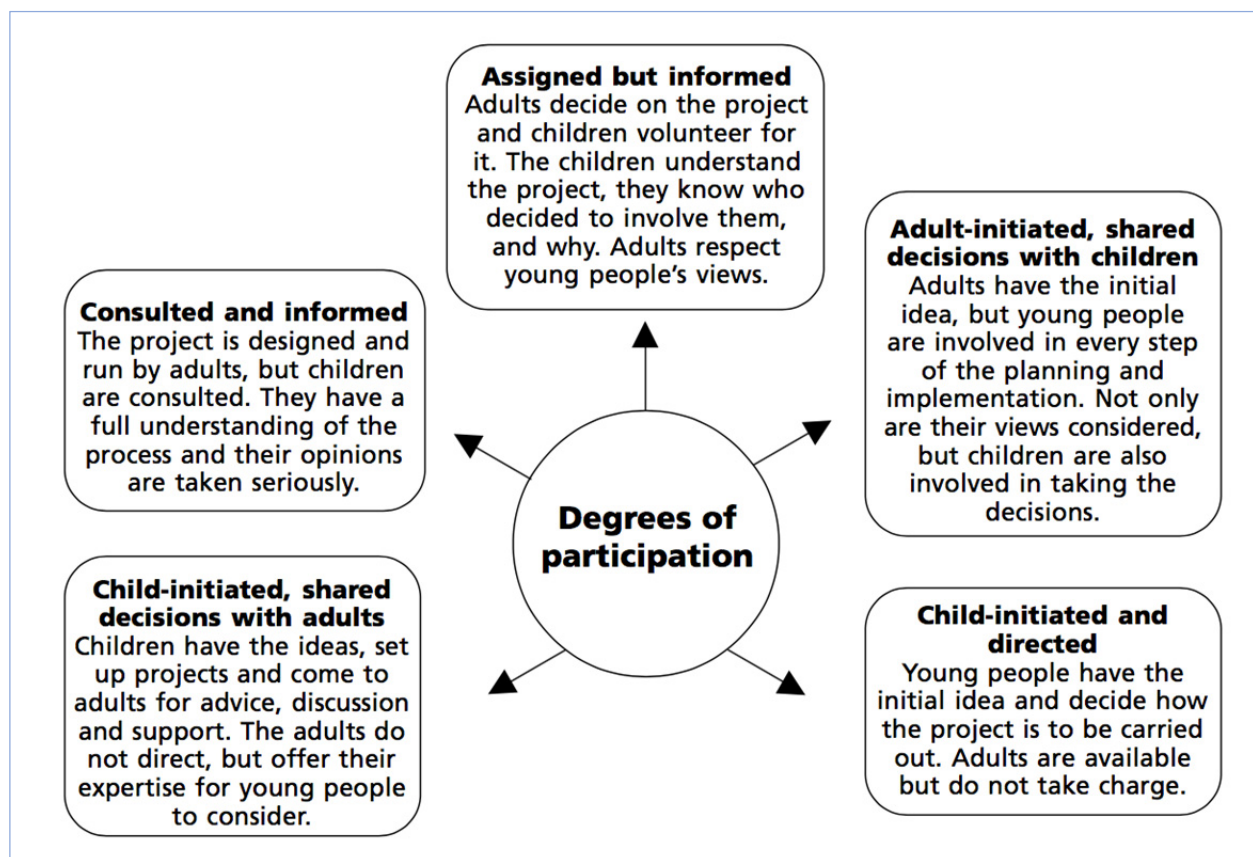 Assigned but informed
Adults decide on the project
and children volunteer for
it. The children understand
the project, they know who
decided to involve them,
and why. Adults respect
young people’s views.
Adult-initiated, shared
decisions with children
Adults have the initial
idea, but young people
are involved in every step
of the planning and
implementation. Not only
are their views considered,
but children are also
involved in taking the
decisions.
Consulted and informed
The project is designed and
run by adults, but children
are consulted. They have a
full understanding of the
process and their opinions
are taken seriously.
Degrees of
participation
Child-initiated, shared
decisions with adults
Children have the ideas, set
up projects and come to
adults for advice, discussion
and support. The adults do
not direct, but offer their
expertise for young people
to consider.
Child-initiated and
directed
Young people have the
initial idea and decide how
the project is to be carried
out. Adults are available
but do not take charge.